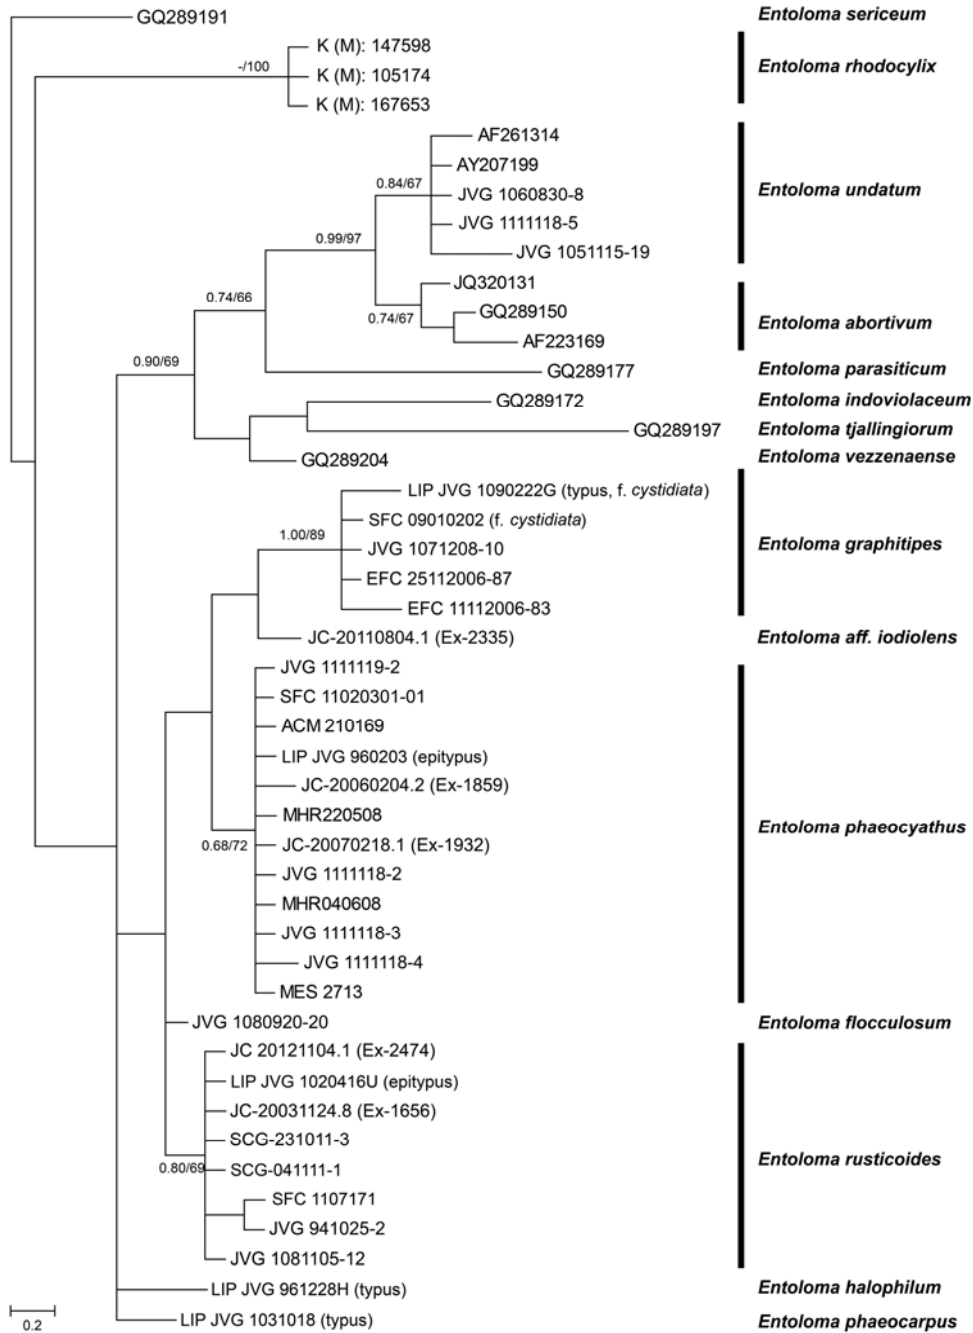 GQ289191 Entoloma sericeum
K (M): 147598
-/100 K (M): 105174 Entoloma rhodocylix
K (M): 167653
AF261314
AY207199
0.84/67 JVG 1060830-8 Entoloma undatum
JVG 1111118-5
0.99/97 JVG 1051115-19
JQ320131
0.74/66 GQ289150
0.74/67 Entoloma abortivum
AF223169
0.90/69 GQ289177 Entoloma parasiticum
GQ289172 Entoloma indoviolaceum
GQ289197 Entoloma tjallingiorum
GQ289204 Entoloma vezzenaense
LIP JVG 1090222G (typus, f. cystidiata)
SFC 09010202 (f. cystidiata)
1.00/89 JVG 1071208-10 Entoloma graphitipes
EFC 25112006-87
EFC 11112006-83
JC-20110804.1 (Ex-2335) Entoloma aff. iodiolens
JVG 1111119-2
SFC 11020301-01
ACM 210169
LIP JVG 960203 (epitypus)
JC-20060204.2 (Ex-1859)
MHR220508 Entoloma phaeocyathus
0.68/72 JC-20070218.1 (Ex-1932)
JVG 1111118-2
MHR040608
JVG 1111118-3
JVG 1111118-4
MES 2713
JVG 1080920-20 Entoloma flocculosum
JC 20121104.1 (Ex-2474)
LIP JVG 1020416U (epitypus)
JC-20031124.8 (Ex-1656)
SCG-231011-3 Entoloma rusticoides
0.80/69 SCG-041111-1
SFC 1107171
JVG 941025-2
JVG 1081105-12
LIP JVG 961228H (typus) Entoloma halophilum
LIP JVG 1031018 (typus) Entoloma phaeocarpus
0.2